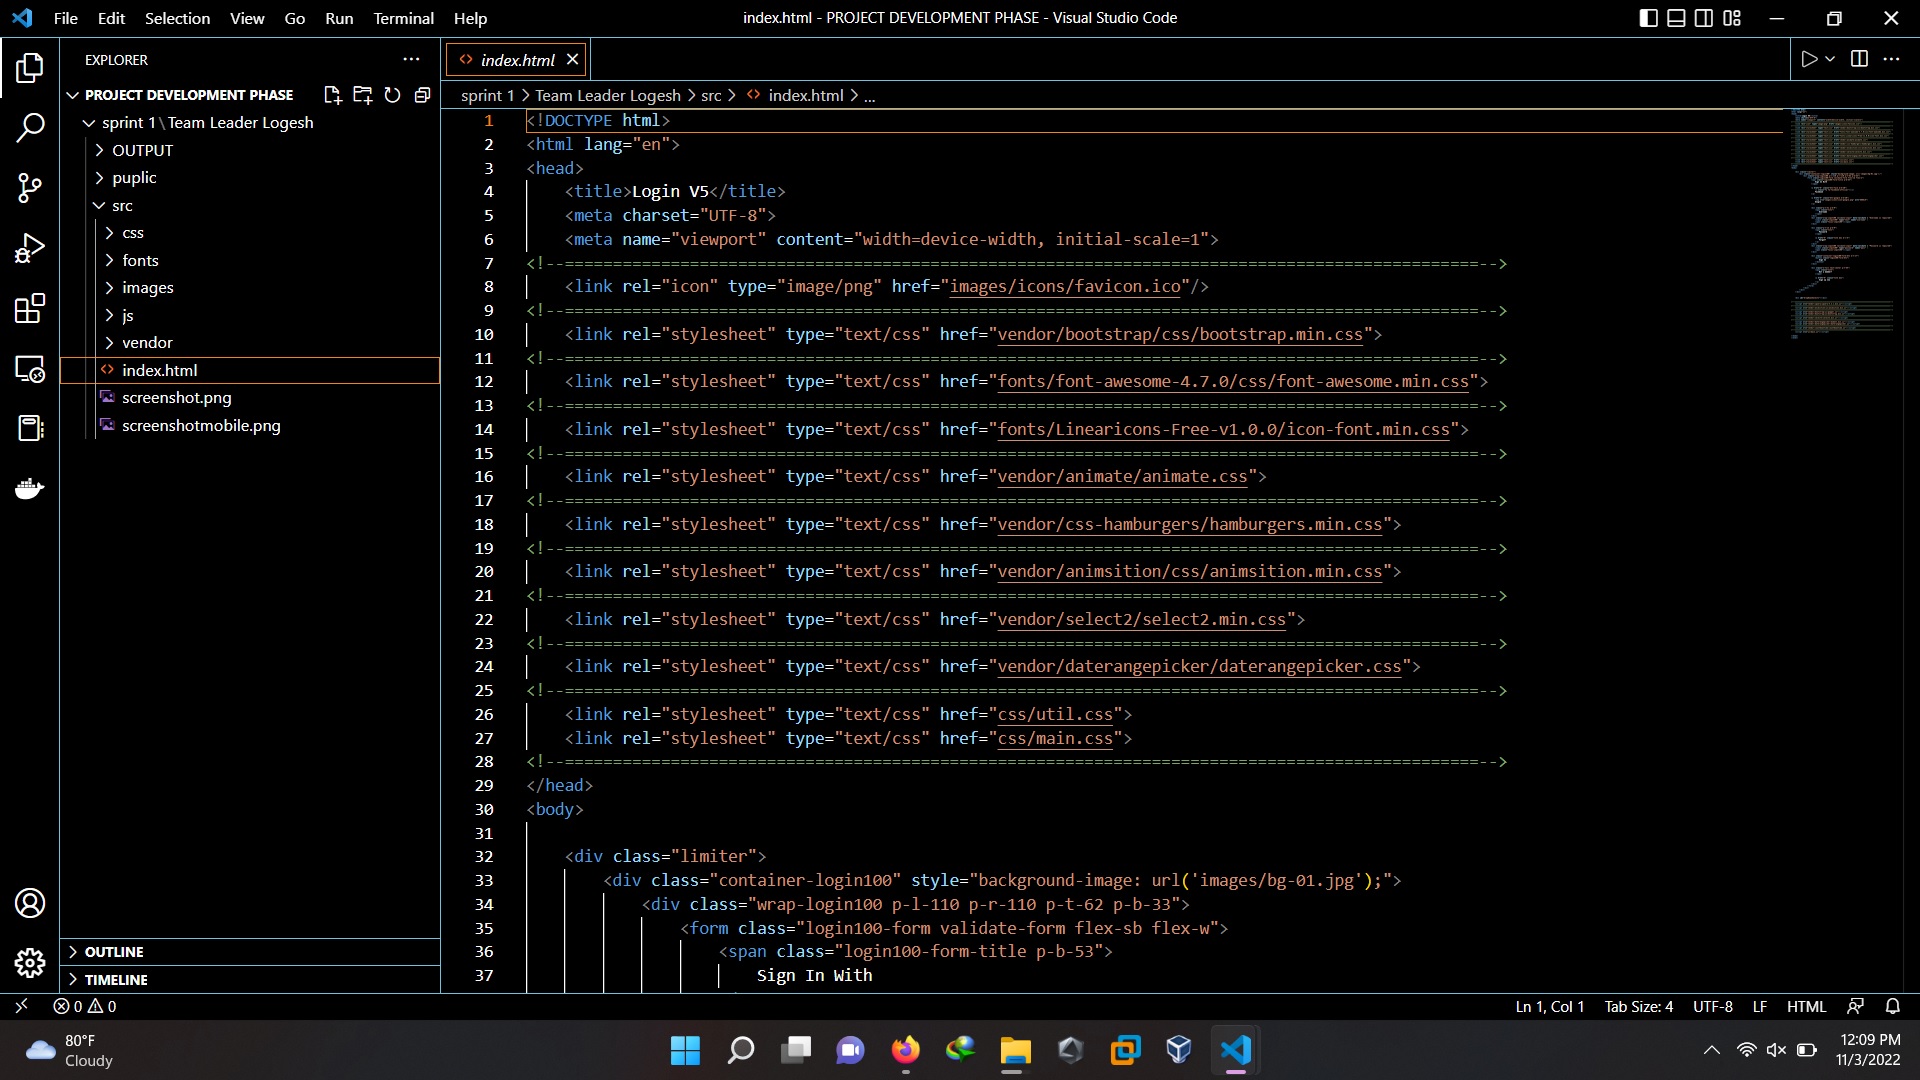 File Edit Selection View Go Run Terminal Help
index.html - PROJECT DEVELOPMENT PHASE - Visual Studio Code
EXPLORER
PROJECT DEVELOPMENT PHASE
sprint 1\Team Leader Logesh
OUTPUT
puplic
src
css
fonts
images
js
vendor
index.html
screenshot.png
screenshotmobile.png
OUTLINE
TIMELINE
index.html
sprint 1 > Team Leader Logesh > src > index.html > ...
1 <!DOCTYPE html>
2 <html lang="en">
3 <head>
4 <title>Login V5</title>
5 <meta charset="UTF-8">
6 <meta name="viewport" content="width=device-width, initial-scale=1">
7 <!--===============================================================================================-->
8 <link rel="icon" type="image/png" href="images/icons/favicon.ico"/>
9 <!--===============================================================================================-->
10 <link rel="stylesheet" type="text/css" href="vendor/bootstrap/css/bootstrap.min.css">
11 <!--===============================================================================================-->
12 <link rel="stylesheet" type="text/css" href="fonts/font-awesome-4.7.0/css/font-awesome.min.css">
13 <!--===============================================================================================-->
14 <link rel="stylesheet" type="text/css" href="fonts/Linearicons-Free-v1.0.0/icon-font.min.css">
15 <!--===============================================================================================-->
16 <link rel="stylesheet" type="text/css" href="vendor/animate/animate.css">
17 <!--===============================================================================================-->
18 <link rel="stylesheet" type="text/css" href="vendor/css-hamburgers/hamburgers.min.css">
19 <!--===============================================================================================-->
20 <link rel="stylesheet" type="text/css" href="vendor/animsition/css/animsition.min.css">
21 <!--===============================================================================================-->
22 <link rel="stylesheet" type="text/css" href="vendor/select2/select2.min.css">
23 <!--===============================================================================================-->
24 <link rel="stylesheet" type="text/css" href="vendor/daterangepicker/daterangepicker.css">
25 <!--===============================================================================================-->
26 <link rel="stylesheet" type="text/css" href="css/util.css">
27 <link rel="stylesheet" type="text/css" href="css/main.css">
28 <!--===============================================================================================-->
29 </head>
30 <body>
31
32 <div class="limiter">
33 <div class="container-login100" style="background-image: url('images/bg-01.jpg');">
34 <div class="wrap-login100 p-l-110 p-r-110 p-t-62 p-b-33">
35 <form class="login100-form validate-form flex-sb flex-w">
36 <span class="login100-form-title p-b-53">
37 Sign In With
0 0
Ln 1, Col 1 Tab Size: 4 UTF-8 LF HTML
80°F
Cloudy
12:09 PM
11/3/2022